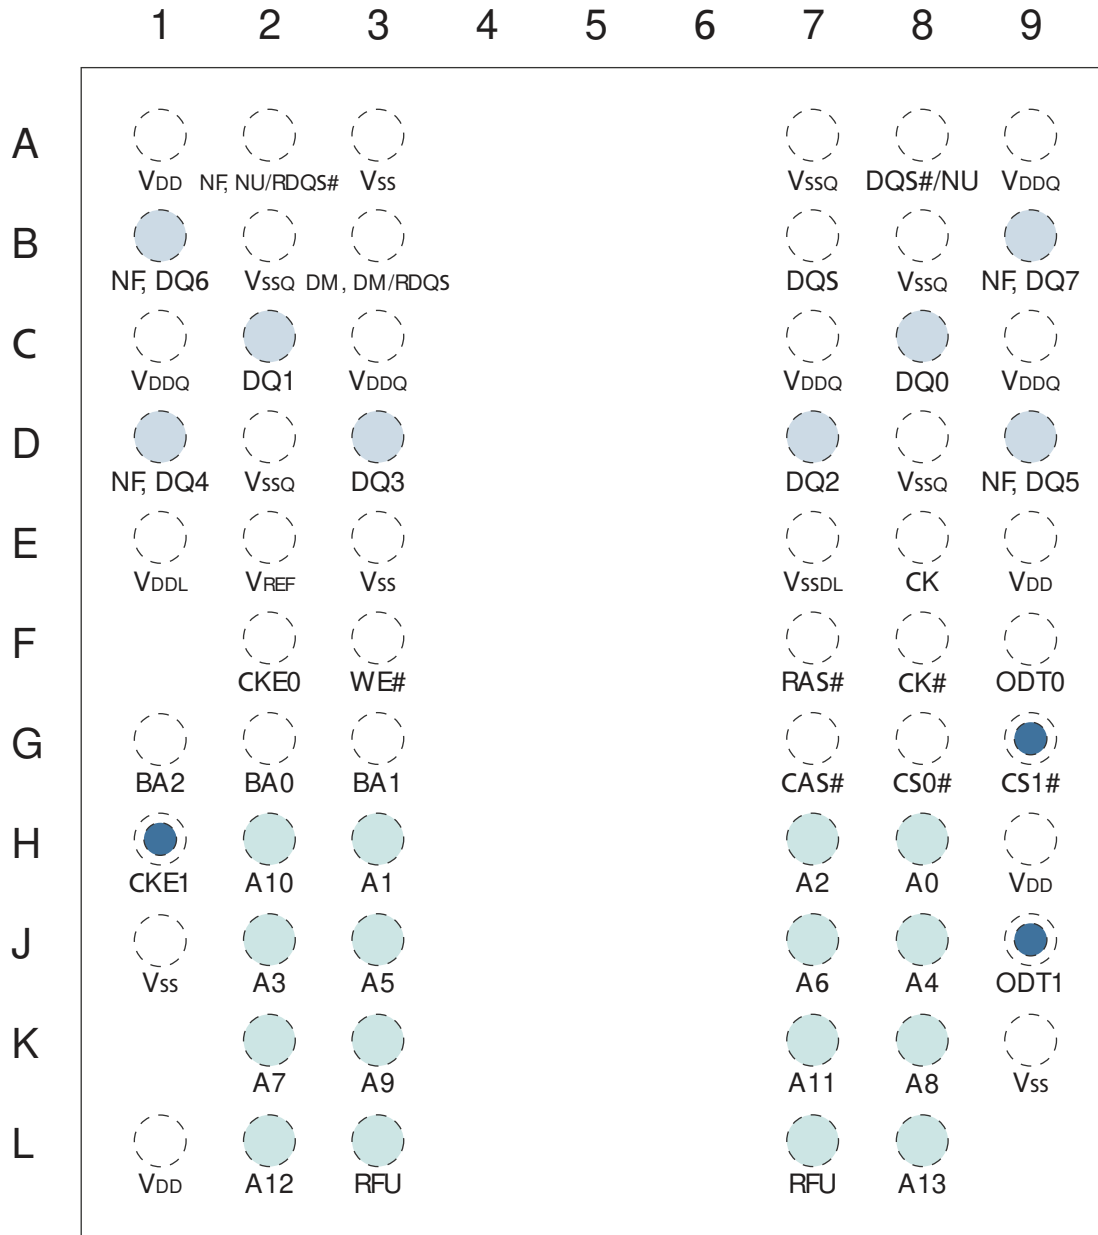 1 2 3 4 5 6 7 8 9
A
VDD NF, NU/RDQS# VSS VSSQ DQS#/NU VDDQ
B
NF, DQ6 VSSQ DM, DM/RDQS DQS VSSQ NF, DQ7
C
VDDQ DQ1 VDDQ VDDQ DQ0 VDDQ
D
NF, DQ4 VSSQ DQ3 DQ2 VSSQ NF, DQ5
E
VDDL VREF VSS VSSDL CK VDD
F
CKE0 WE# RAS# CK# ODT0
G
BA2 BA0 BA1 CAS# CS0# CS1#
H
CKE1 A10 A1 A2 A0 VDD
J
VSS A3 A5 A6 A4 ODT1
K
A7 A9 A11 A8 VSS
L
VDD A12 RFU RFU A13